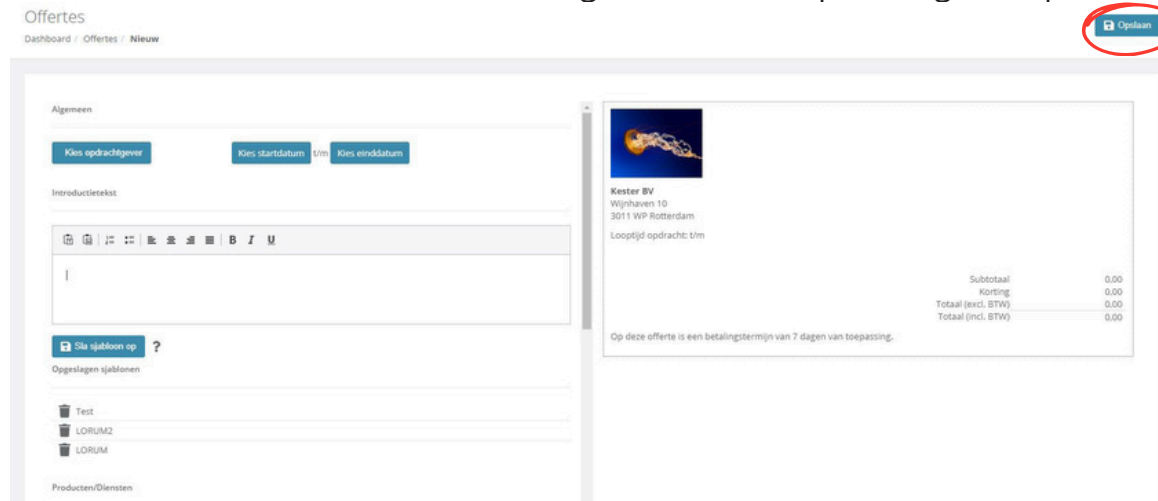 Offertes
Opslaan
Dashboard / Offertes / Nieuw
Algemeen
Kies opdrachtgever
Kies startdatum t/m Kies einddatum
Introductietekst
B I U
Sla sjabloon op ?
Opgeslagen sjablonen
Test
LORUM2
LORUM
Producten/Diensten
Kester BV
Wijnhaven 10
3011 WP Rotterdam
Looptijd opdracht: t/m
Subtotaal 0,00
Korting 0,00
Totaal (excl. BTW) 0,00
Totaal (incl. BTW) 0,00
Op deze offerte is een betalingstermijn van 7 dagen van toepassing.